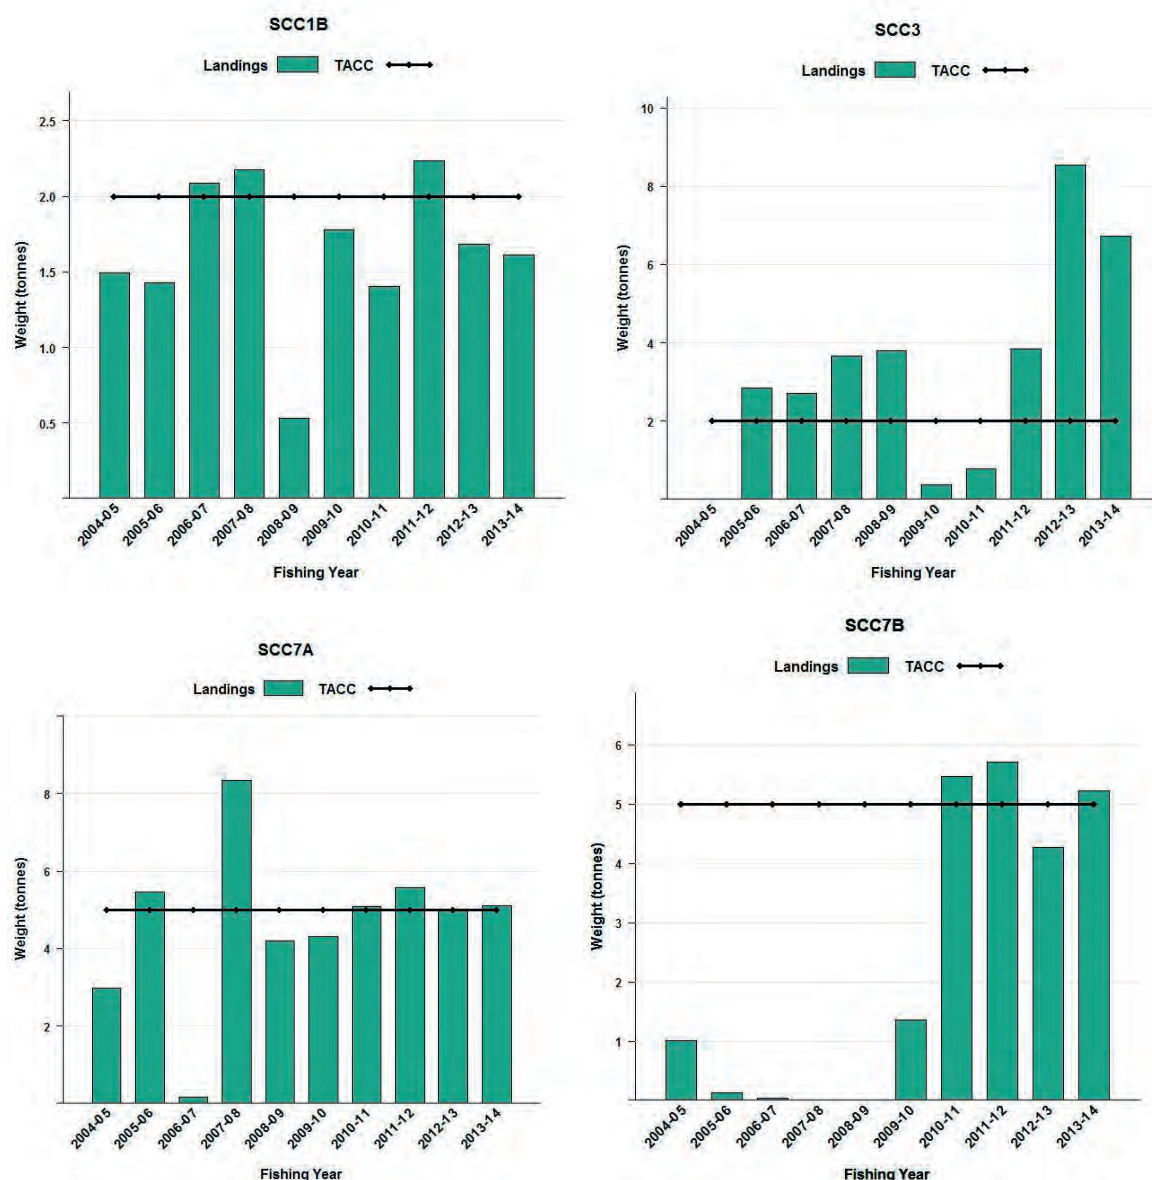 SCC1B
Landings TACC
2.5
2.0
1.5
1.0
0.5
Weight (tonnes)
2004-05 2005-06 2006-07 2007-08 2008-09 2009-10 2010-11 2011-12 2012-13 2013-14
Fishing Year
SCC3
Landings TACC
10
8
6
4
2
Weight (tonnes)
2004-05 2005-06 2006-07 2007-08 2008-09 2009-10 2010-11 2011-12 2012-13 2013-14
Fishing Year
SCC7A
Landings TACC
8
6
4
2
Weight (tonnes)
2004-05 2005-06 2006-07 2007-08 2008-09 2009-10 2010-11 2011-12 2012-13 2013-14
Fishing Year
SCC7B
Landings TACC
6
5
4
3
2
1
Weight (tonnes)
2004-05 2005-06 2006-07 2007-08 2008-09 2009-10 2010-11 2011-12 2012-13 2013-14
Fishing Year